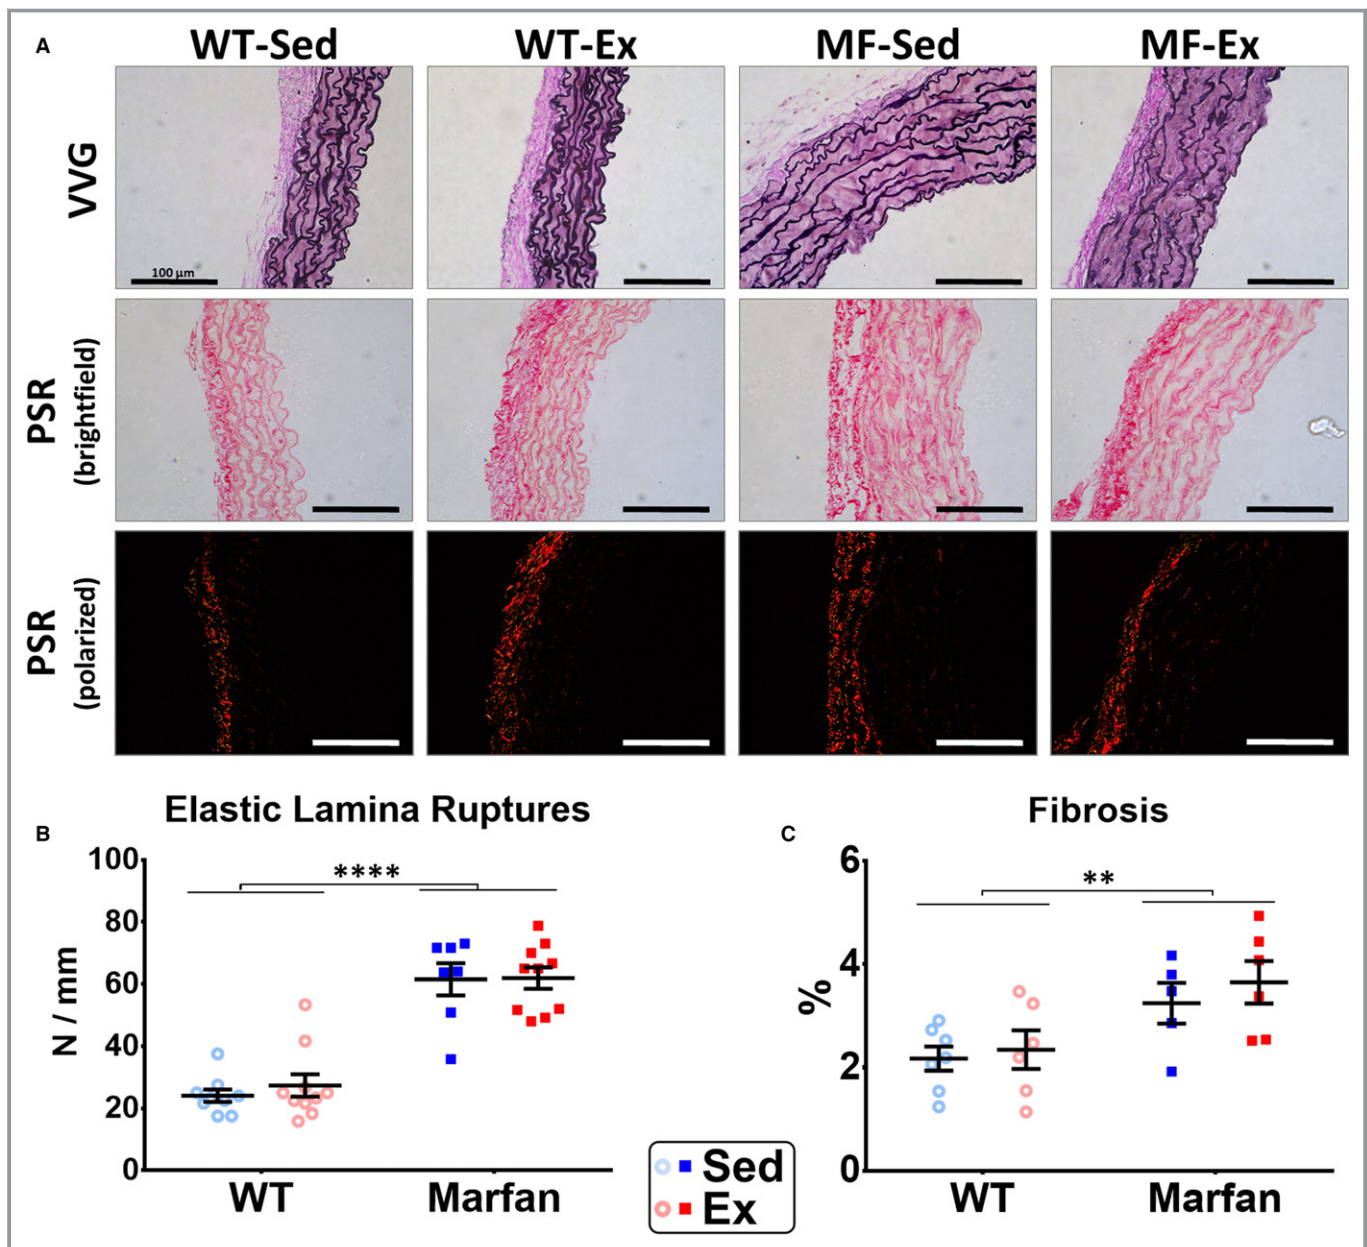 A
WT-Sed WT-Ex MF-Sed MF-Ex
VVG
100 µm
PSR
(brightfield)
PSR
(polarized)
B
Elastic Lamina Ruptures
N / mm
100
80
60
40
20
0
****
WT Marfan
C
Fibrosis
%
6
4
2
0
**
WT Marfan
Sed
Ex